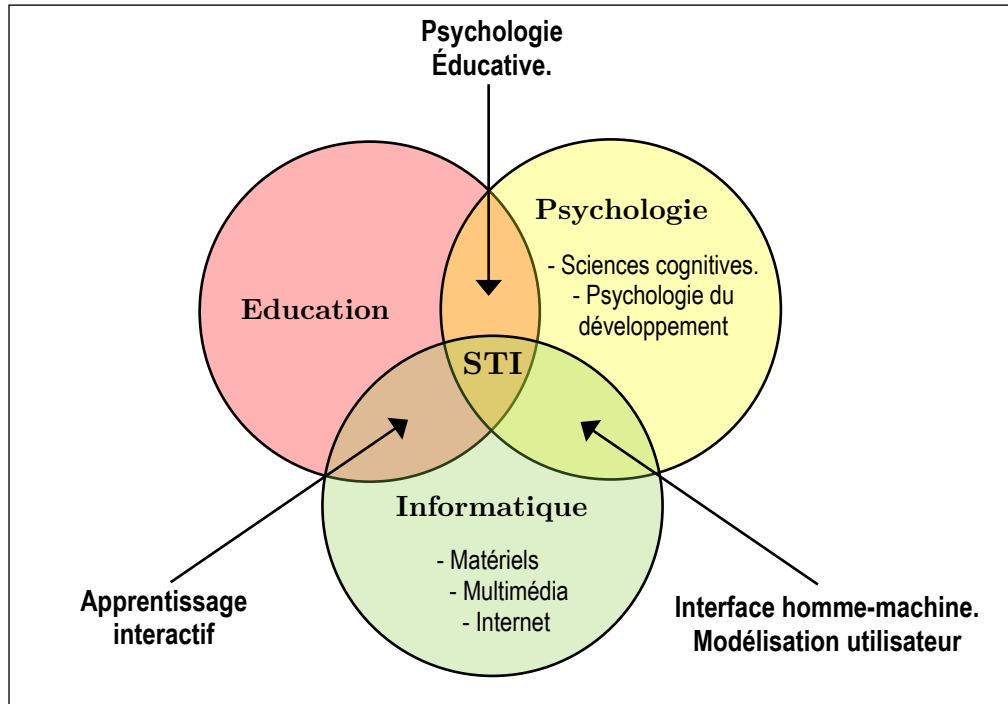 Psychologie
Éducative.
Psychologie
- Sciences cognitives.
- Psychologie du
développement
Education
STI
Informatique
- Matériels
- Multimédia
- Internet
Apprentissage
interactif
Interface homme-machine.
Modélisation utilisateur